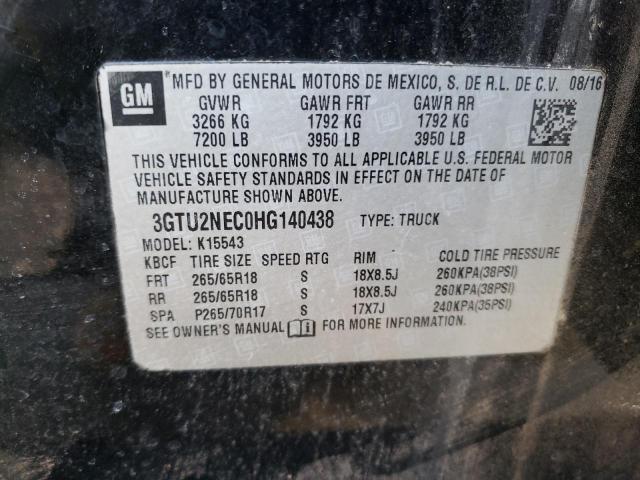 GM
*MFD BY GENERAL MOTORS DE MEXICO, S. DE R.L. DE C.V. 08/16
GVWR GAWR FRT GAWR RR
3266 KG 1792 KG 1792 KG
7200 LB 3950 LB 3950 LB
THIS VEHICLE CONFORMS TO ALL APPLICABLE U.S. FEDERAL MOTOR
VEHICLE SAFETY STANDARDS IN EFFECT ON THE DATE OF
MANUFACTURE SHOWN ABOVE.
3GTU2NEC0HG140438 TYPE: TRUCK
MODEL: K15543
KBCF TIRE SIZE SPEED RTG RIM COLD TIRE PRESSURE
FRT 265/65R18 S 18X8.5J 260KPA(38PSI)
RR 265/65R18 S 18X8.5J 260KPA(38PSI)
SPA P265/70R17 S 17X7J 240KPA(35PSI)
SEE OWNER'S MANUAL FOR MORE INFORMATION.